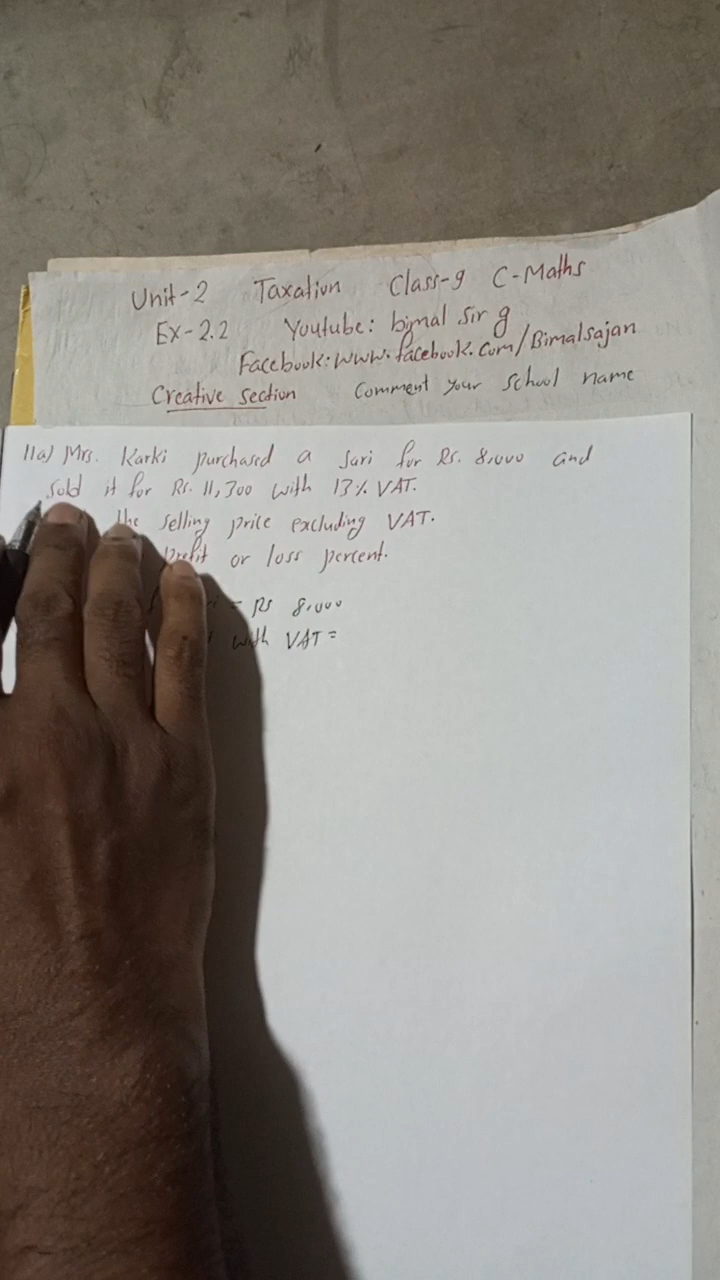 Unit-2 Taxation Class-9 C-Maths
Ex-2.2 Youtube: bimal sir g
Facebook: www.facebook.com/Bimalsajan
Creative section Comment your school name
11a) Mrs. Karki purchased a sari for Rs. 8,000 and
sold it for Rs. 11,300 with 13% VAT.
the selling price excluding VAT.
profit or loss percent.
= Rs 8,000
with VAT =